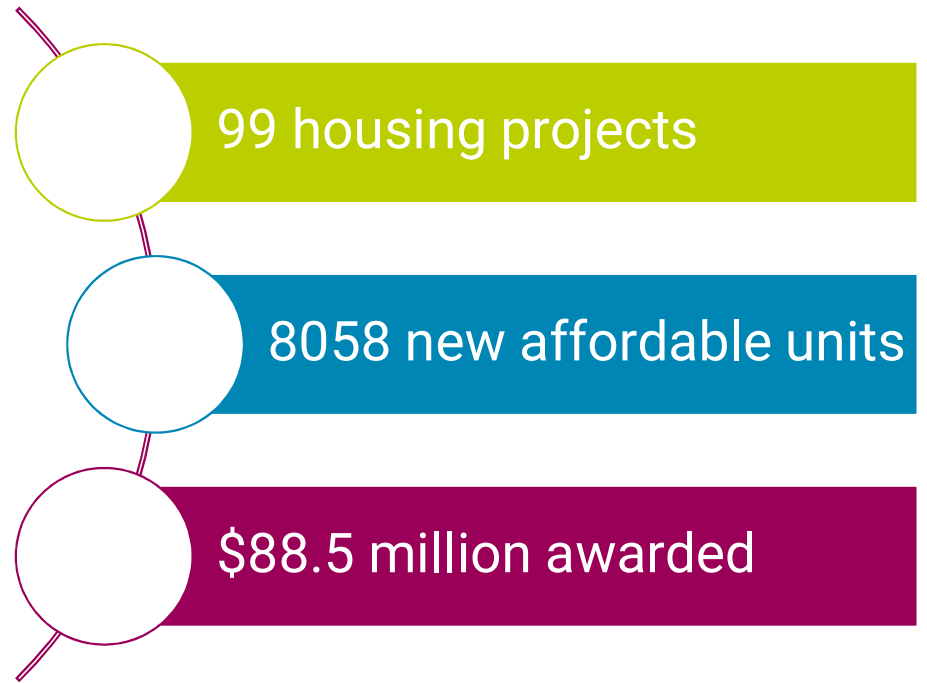 99 housing projects
8058 new affordable units
$88.5 million awarded